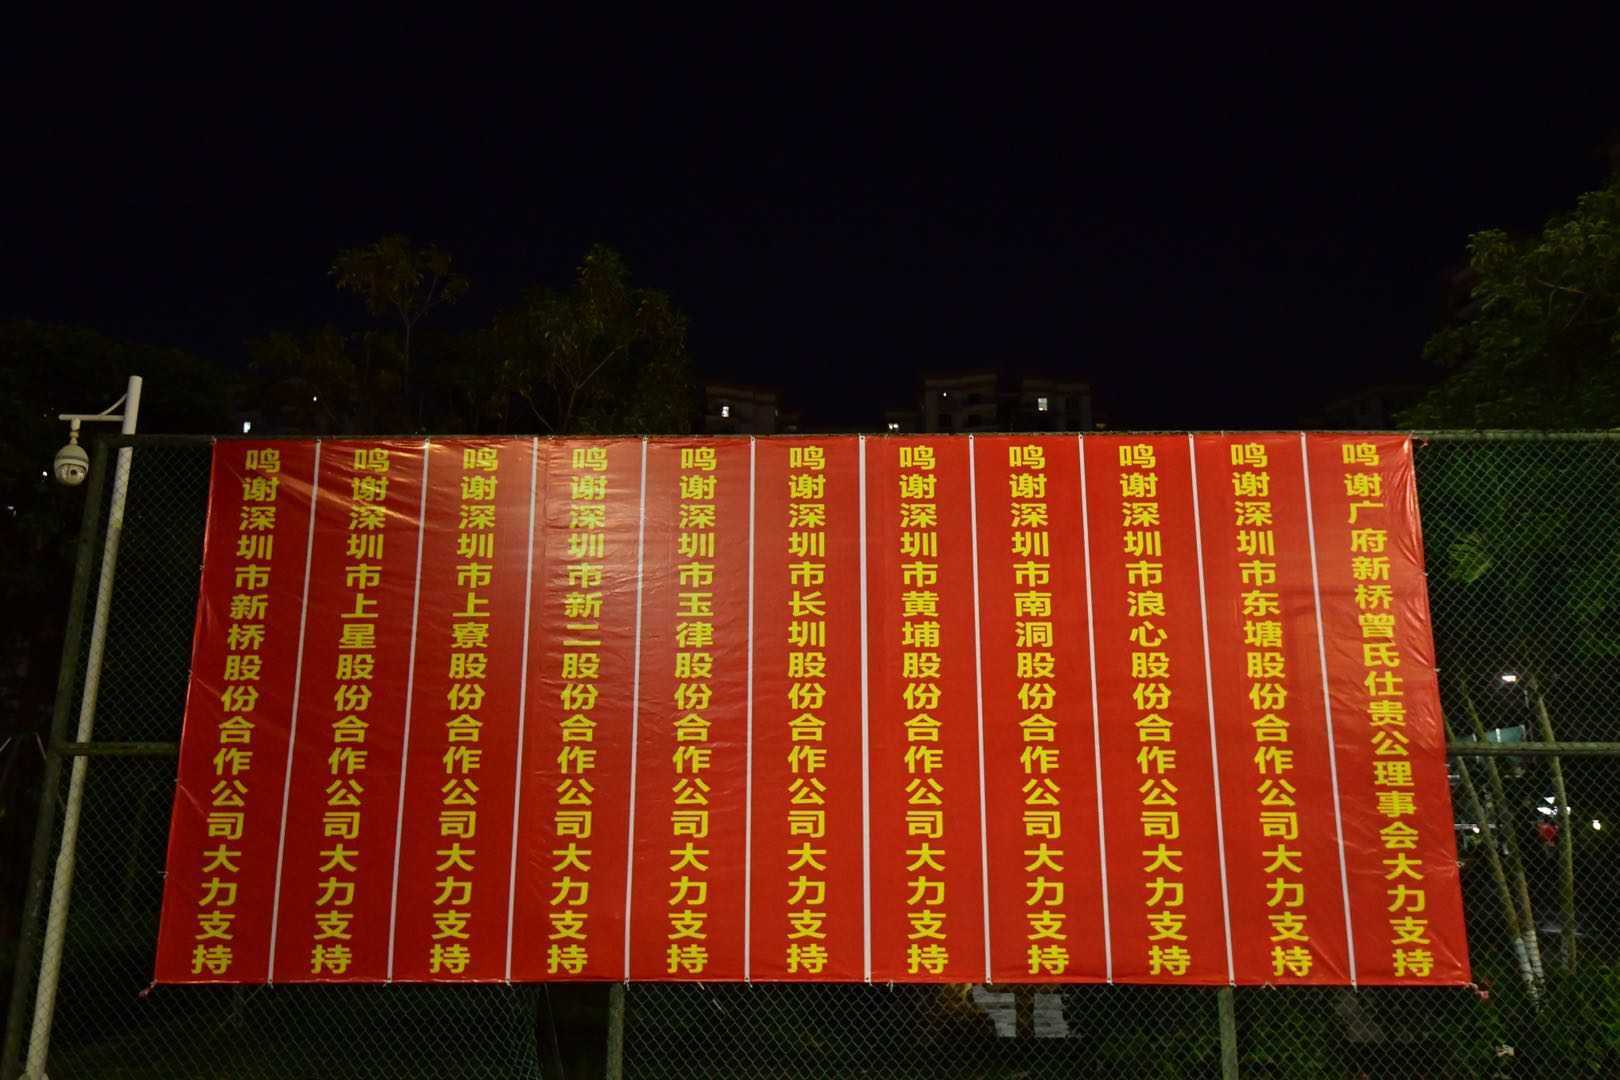 鸣谢广府新桥曾氏仕贵公理事会大力支持
鸣谢深圳市东塘股份合作公司大力支持
鸣谢深圳市浪心股份合作公司大力支持
鸣谢深圳市南洞股份合作公司大力支持
鸣谢深圳市黄埔股份合作公司大力支持
鸣谢深圳市长圳股份合作公司大力支持
鸣谢深圳市玉律股份合作公司大力支持
鸣谢深圳市新二股份合作公司大力支持
鸣谢深圳市上寮股份合作公司大力支持
鸣谢深圳市上星股份合作公司大力支持
鸣谢深圳市新桥股份合作公司大力支持